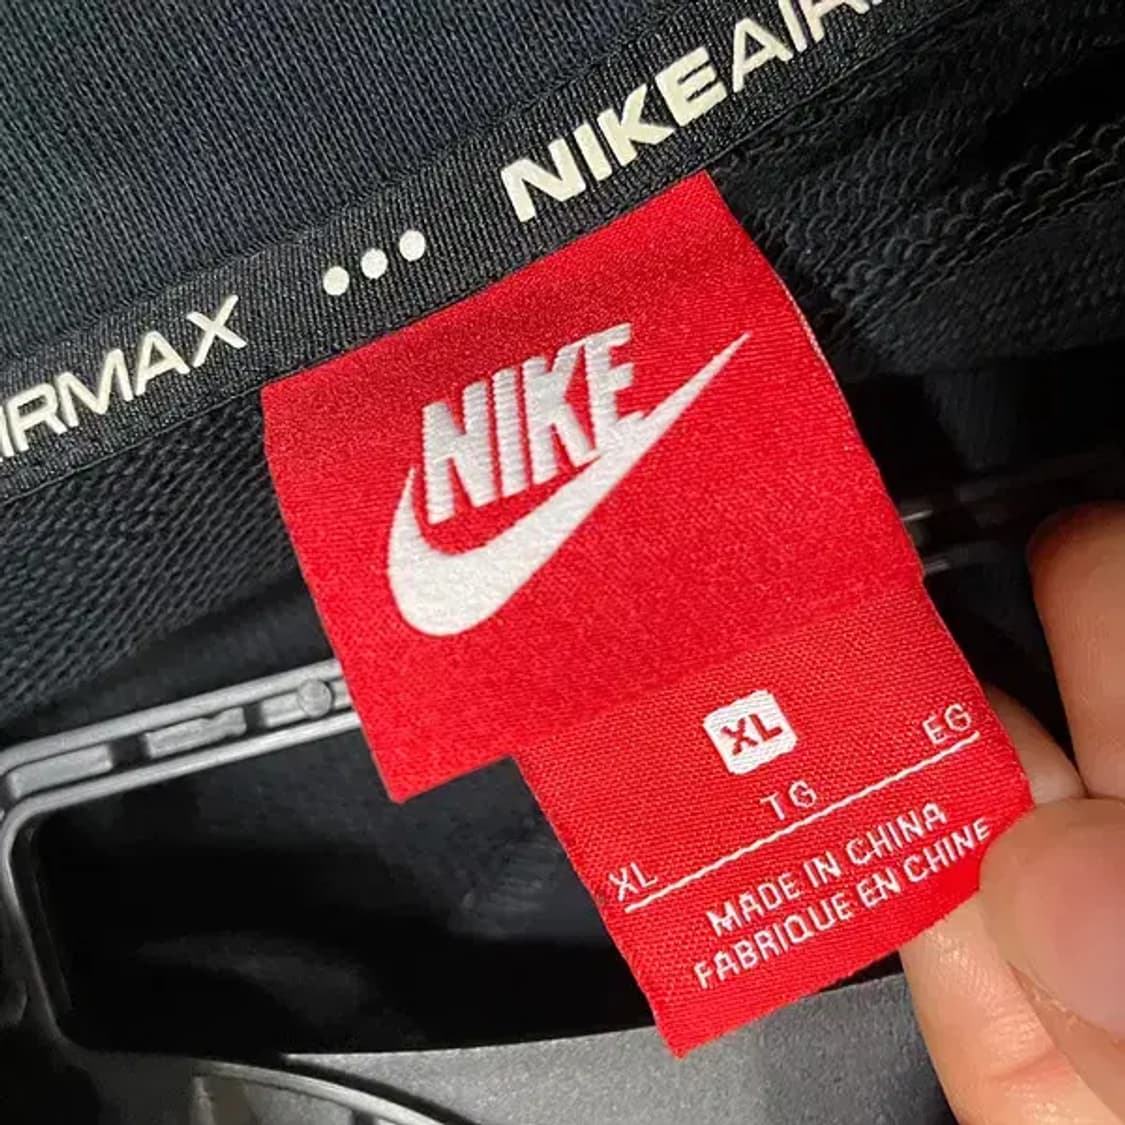 IRMAX ••• NIKEAIR
NIKE
XL
XL TG EG
MADE IN CHINA
FABRIQUE EN CHINE